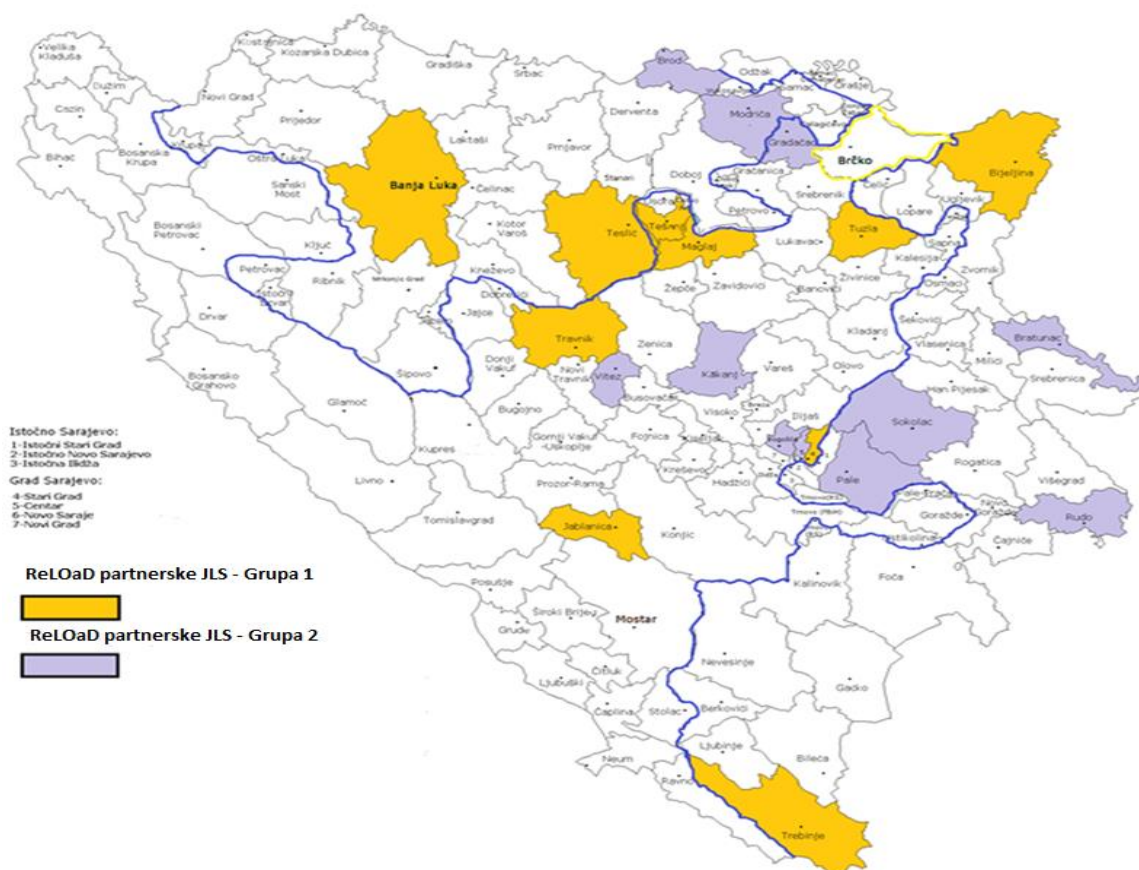 Velika
Kladuša
Bužim
Cazin
Bihać
Bosanska
Krupa
Kostajnica
Kozarska Dubica
Novi Grad
Prijedor
Gradiška
Srbac
Laktaši
Prnjavor
Derventa
Brod
Odžak
Orašje
Modriča
Gradačac
Brčko
Bijeljina
Oštra Luka
Sanski
Most
Banja Luka
Čelinac
Stanari
Doboj
Gračanica
Srebrenik
Čelić
Lopare
Ugljevik
Bosanski
Petrovac
Ključ
Kotor
Varoš
Teslić
Tešanj
Maglaj
Petrovo
Lukavac
Tuzla
Sapna
Kalesija
Zvornik
Petrovac
Ribnik
Kneževo
Dobretići
Žepče
Zavidovići
Banovići
Živinice
Osmaci
Drvar
Jajce
Travnik
Zenica
Kladanj
Šekovići
Vlasenica
Milići
Bratunac
Srebrenica
Bosansko
Grahovo
Glamoč
Šipovo
Donji
Vakuf
Novi
Travnik
Vitez
Busovača
Kakanj
Vareš
Olovo
Han Pijesak
Bugojno
Visoko
Ilijaš
Sokolac
Kupres
Gornji Vakuf
-Uskoplje
Fojnica
Kreševo
Hadžići
Pale
Rogatica
Višegrad
Livno
Prozor-Rama
Goražde
Rudo
Čajniče
Tomislavgrad
Jablanica
Konjic
Kalinovik
Foča
Istočno Sarajevo:
1-Istočni Stari Grad
2-Istočno Novo Sarajevo
3-Istočna Ilidža
Grad Sarajevo:
4-Stari Grad
5-Centar
6-Novo Saraje
7-Novi Grad
ReLOaD partnerske JLS - Grupa 1
ReLOaD partnerske JLS - Grupa 2
Posušje
Široki Brijeg
Grude
Mostar
Čitluk
Ljubuški
Čapljina
Stolac
Nevesinje
Gacko
Berkovići
Ljubinje
Bileća
Neum
Ravno
Trebinje